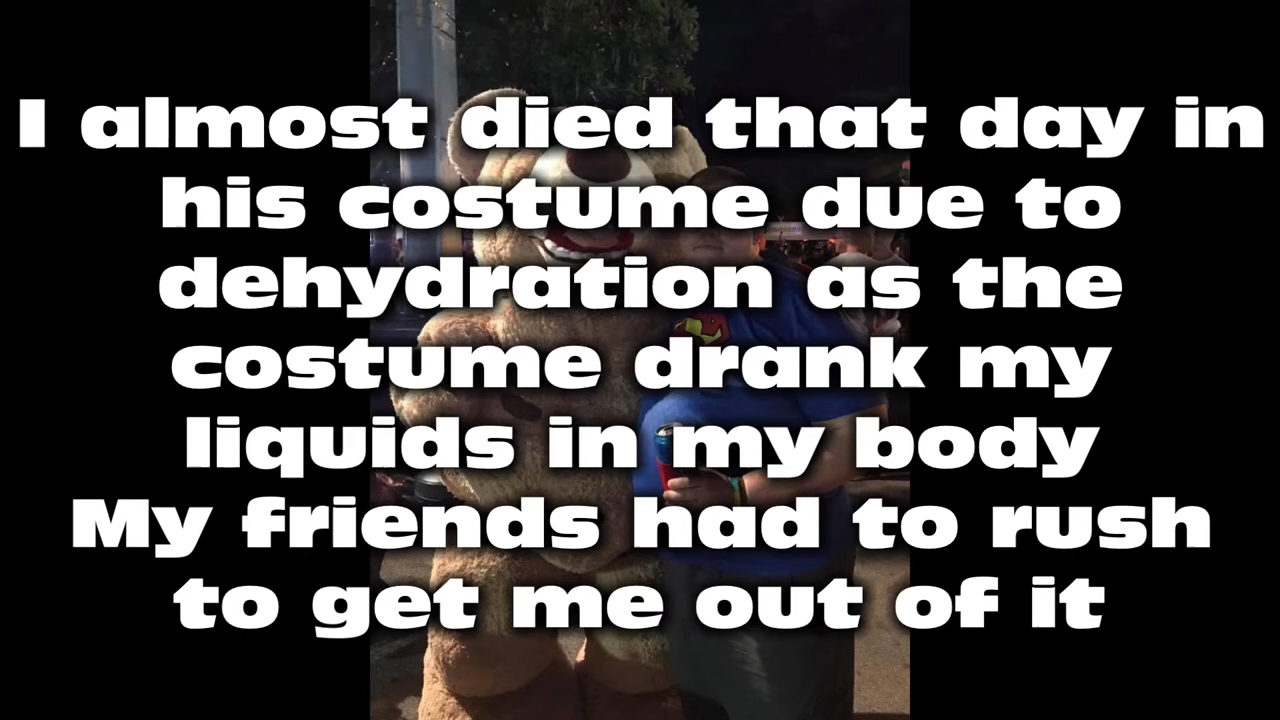 I almost died that day in
his costume due to
dehydration as the
costume drank my
liquids in my body
My friends had to rush
to get me out of it